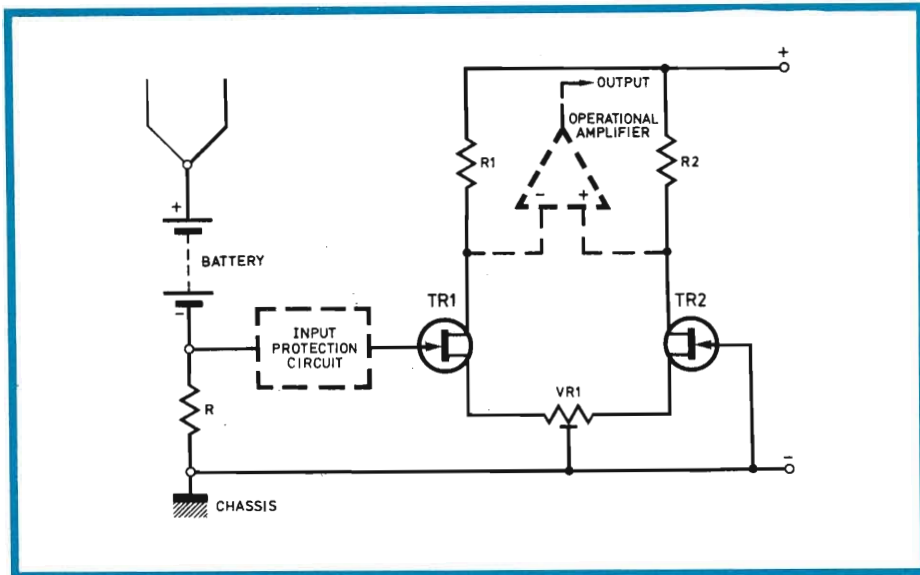 +
OUTPUT
OPERATIONAL
AMPLIFIER
R1
R2
- +
+
BATTERY
-
TR1
TR2
INPUT
PROTECTION
CIRCUIT
R
VR1
-
CHASSIS